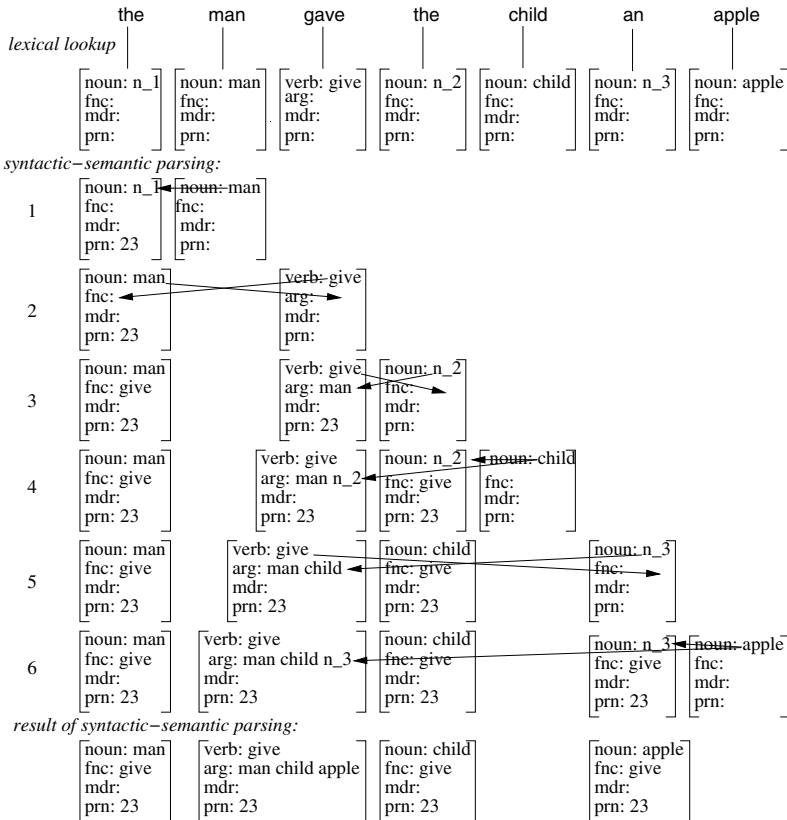 the man gave the child an apple
lexical lookup
noun: n_1 noun: man verb: give noun: n_2 noun: child noun: n_3 noun: apple
fnc: fnc: arg: fnc: fnc: fnc: fnc:
mdr: mdr: mdr: mdr: mdr: mdr: mdr:
prn: prn: prn: prn: prn: prn: prn:
syntactic−semantic parsing:
noun: n_1 noun: man
1 fnc: fnc:
mdr: mdr:
prn: 23 prn:
noun: man verb: give
fnc: arg:
2 mdr: mdr:
prn: 23 prn:
noun: man verb: give noun: n_2
3 fnc: give arg: man fnc:
mdr: mdr: mdr:
prn: 23 prn: 23 prn:
noun: man verb: give noun: n_2 noun: child
4 fnc: give arg: man n_2 fnc: give fnc:
mdr: mdr: mdr: mdr:
prn: 23 prn: 23 prn: 23 prn:
noun: man verb: give noun: child noun: n_3
5 fnc: give arg: man child fnc: give fnc:
mdr: mdr: mdr: mdr:
prn: 23 prn: 23 prn: 23 prn:
noun: man verb: give noun: child noun: n_3 noun: apple
6 fnc: give arg: man child n_3 fnc: give fnc: give fnc:
mdr: mdr: mdr: mdr: mdr:
prn: 23 prn: 23 prn: 23 prn: 23 prn:
result of syntactic−semantic parsing:
noun: man verb: give noun: child noun: apple
fnc: give arg: man child apple fnc: give fnc: give
mdr: mdr: mdr: mdr:
prn: 23 prn: 23 prn: 23 prn: 23